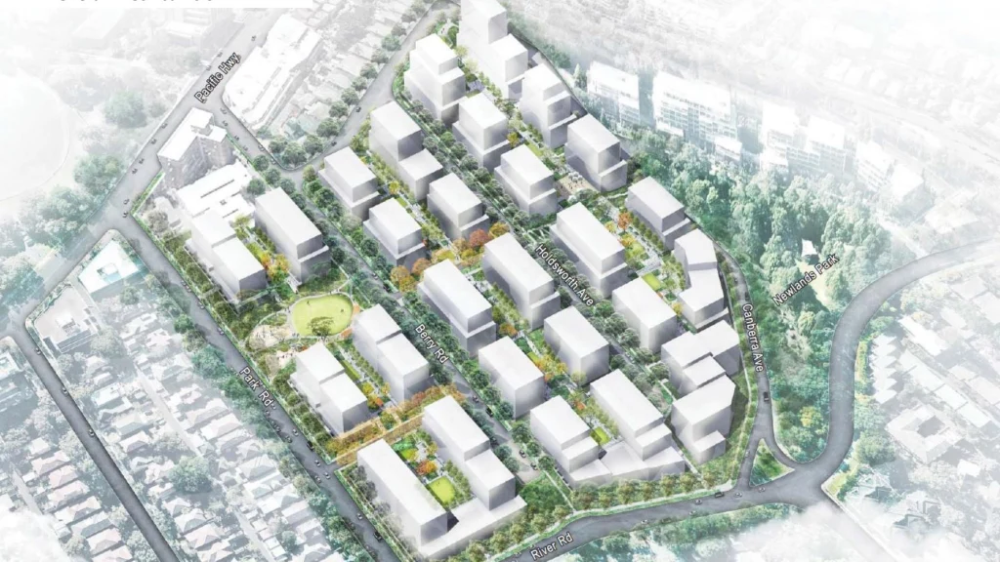 Pacific Hwy
Holdsworth Ave
Newlands Park
Canberra Ave
Berry Rd
Park Rd
River Rd